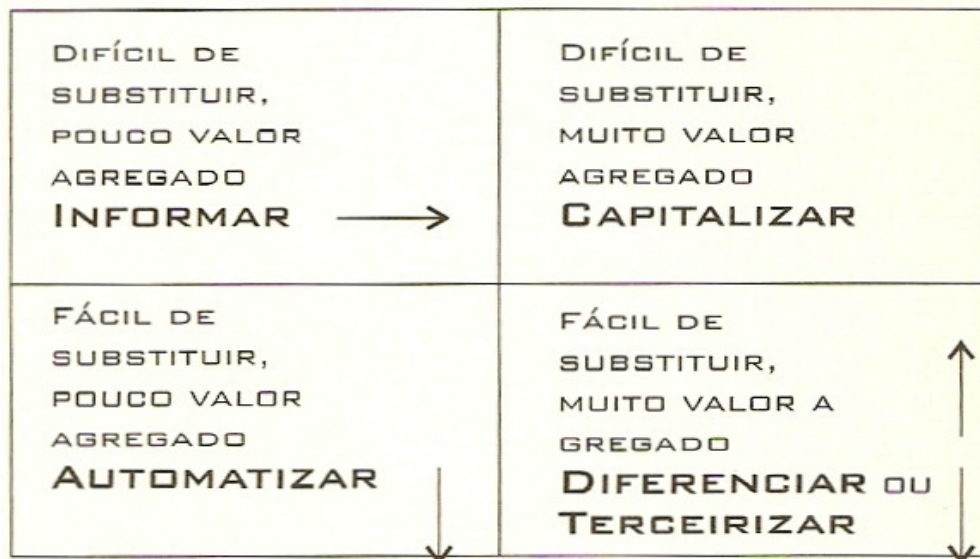 Difícil de
substituir,
pouco valor
agregado
Informar
Difícil de
substituir,
muito valor
agregado
Capitalizar
Fácil de
substituir,
pouco valor
agregado
Automatizar
Fácil de
substituir,
muito valor a
gregado
Diferenciar ou
Terceirizar